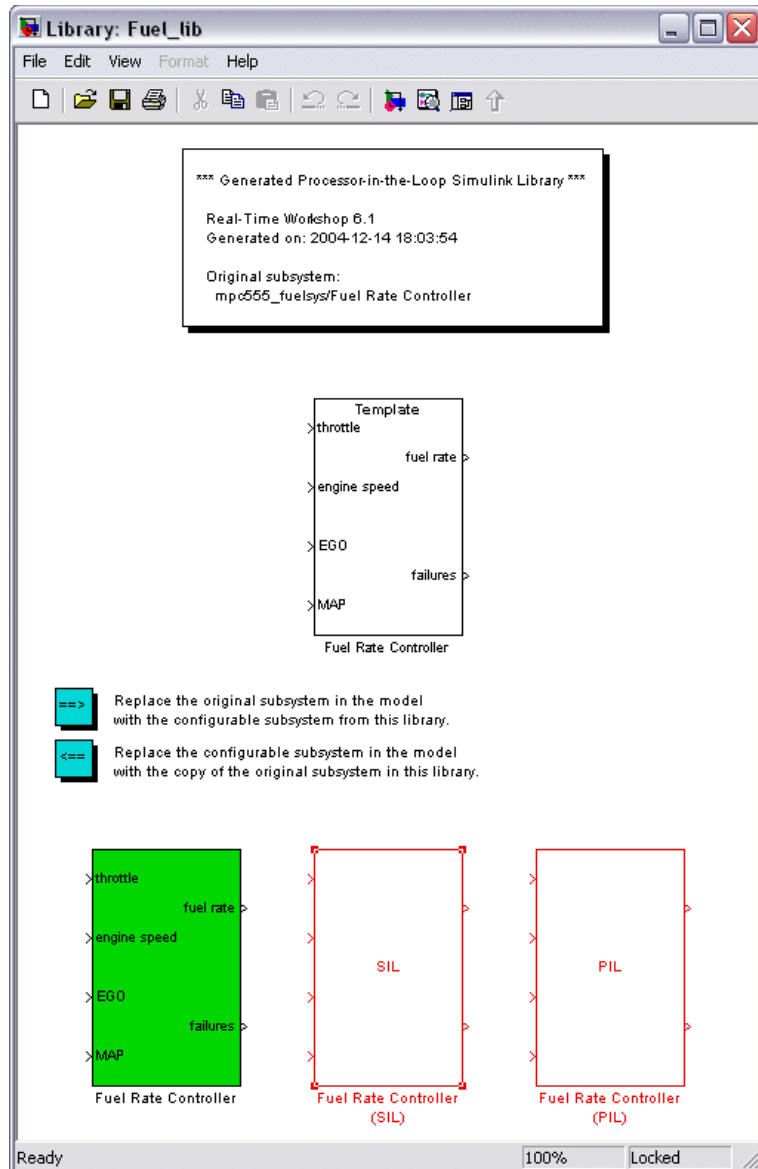 Library: Fuel_lib
File Edit View Format Help
*** Generated Processor-in-the-Loop Simulink Library ***
Real-Time Workshop 6.1
Generated on: 2004-12-14 18:03:54
Original subsystem:
mpc555_fuelsys/Fuel Rate Controller
Template
throttle
fuel rate
engine speed
EGO
failures
MAP
Fuel Rate Controller
==> Replace the original subsystem in the model
with the configurable subsystem from this library.
<== Replace the configurable subsystem in the model
with the copy of the original subsystem in this library.
throttle
fuel rate
engine speed
EGO
failures
MAP
Fuel Rate Controller
SIL
Fuel Rate Controller
(SIL)
PIL
Fuel Rate Controller
(PIL)
Ready 100% Locked